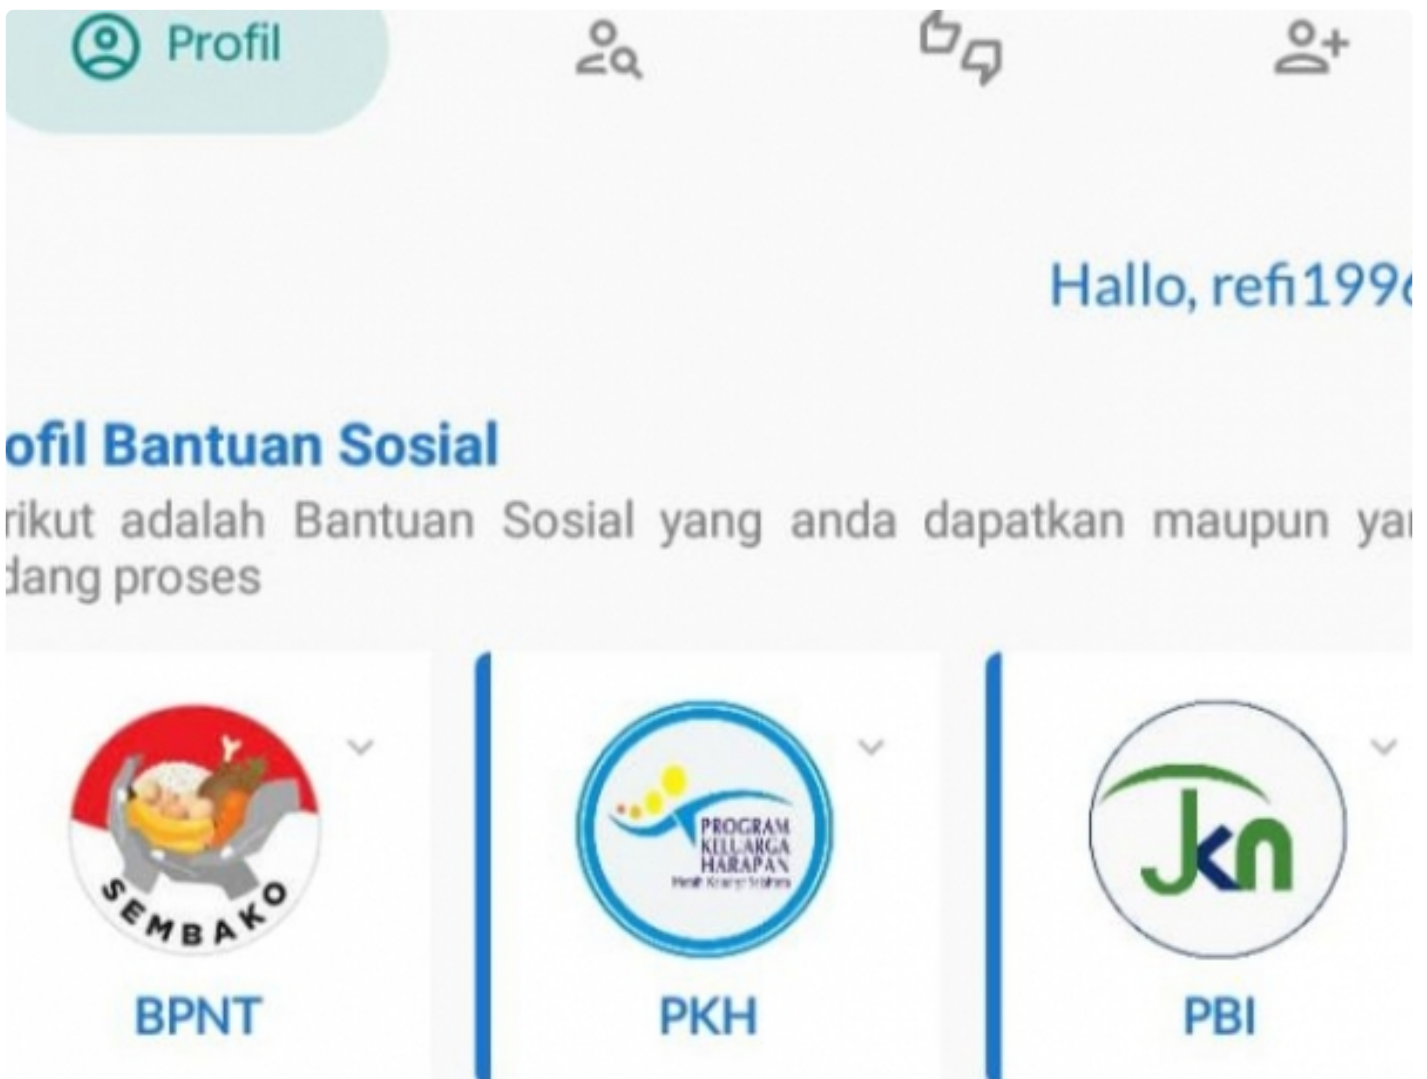 Profil
Hallo, refi199
ofil Bantuan Sosial
rikut adalah Bantuan Sosial yang anda dapatkan maupun yan
dang proses
SEMBAKO
PROGRAM
KELUARGA
HARAPAN
Jkn
BPNT
PKH
PBI